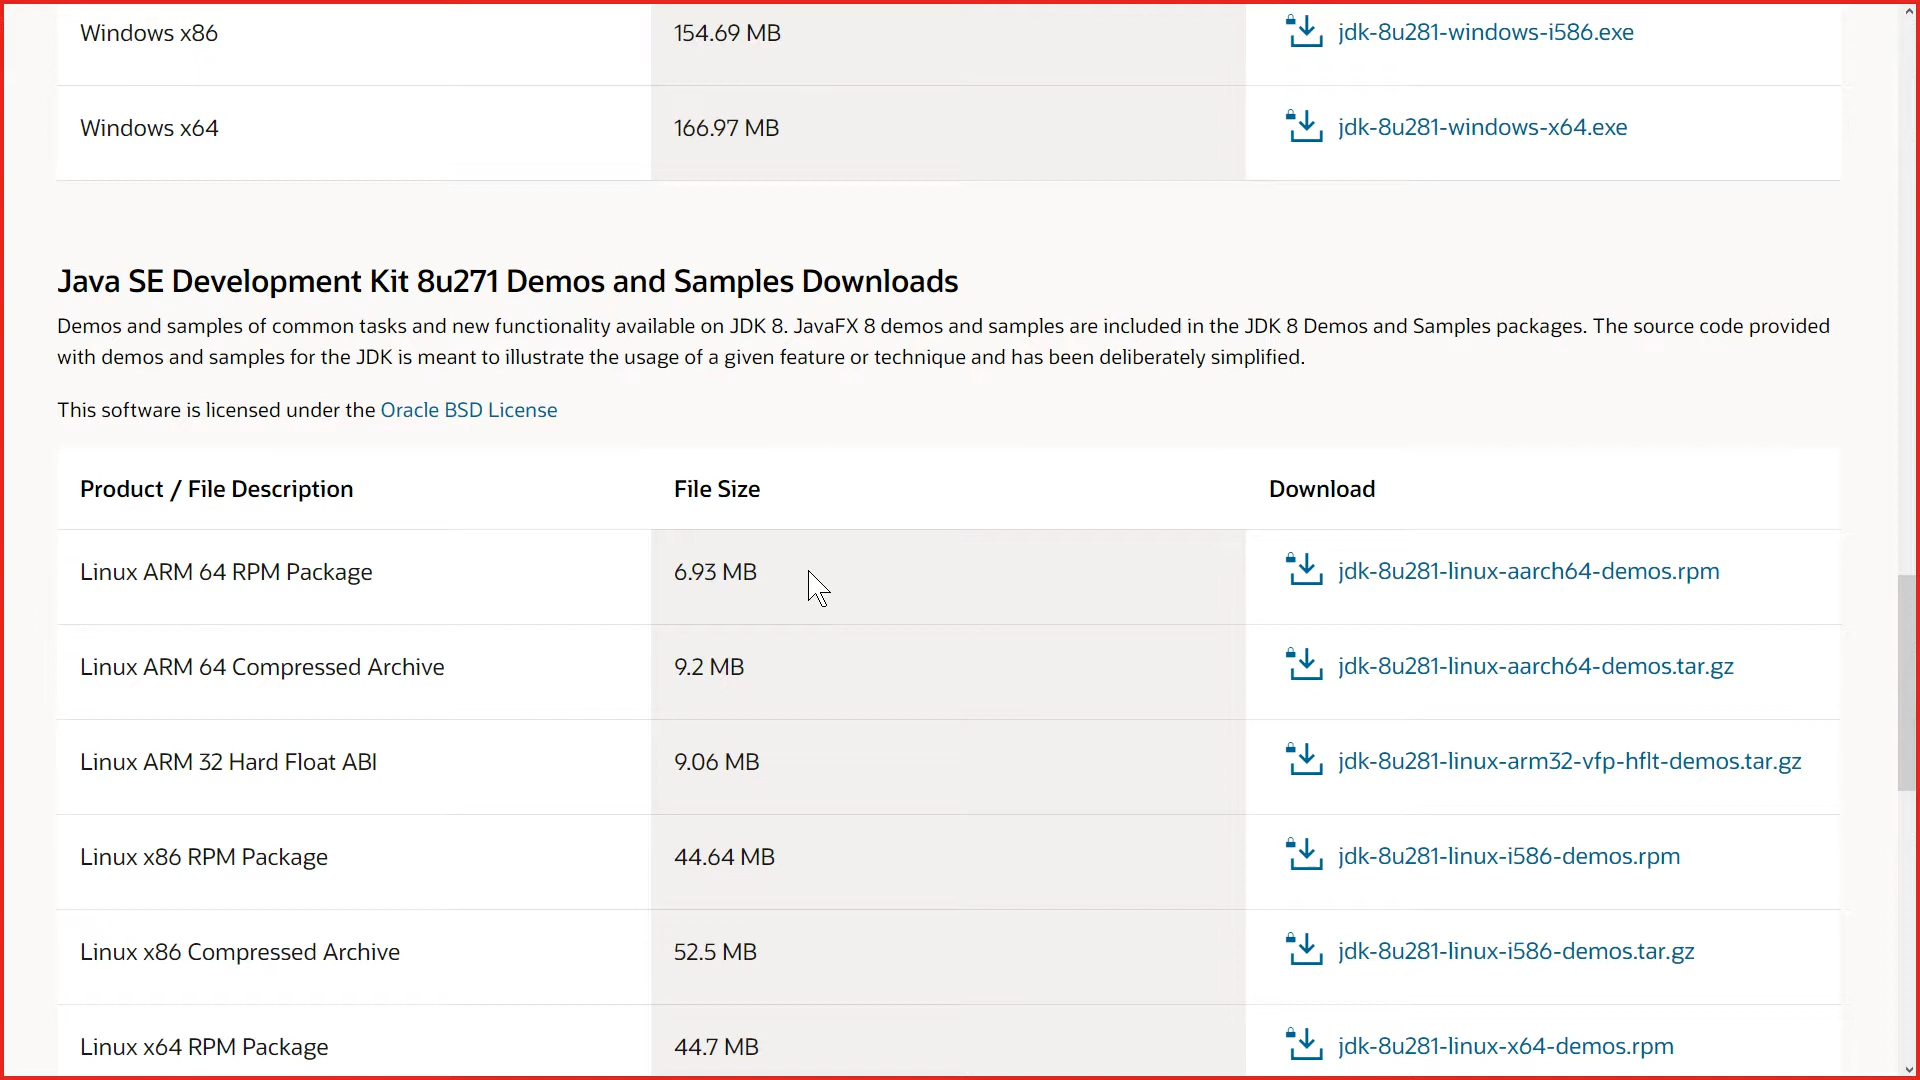 Windows x86 154.69 MB jdk-8u281-windows-i586.exe
Windows x64 166.97 MB jdk-8u281-windows-x64.exe
Java SE Development Kit 8u271 Demos and Samples Downloads
Demos and samples of common tasks and new functionality available on JDK 8. JavaFX 8 demos and samples are included in the JDK 8 Demos and Samples packages. The source code provided
with demos and samples for the JDK is meant to illustrate the usage of a given feature or technique and has been deliberately simplified.
This software is licensed under the Oracle BSD License
Product / File Description File Size Download
Linux ARM 64 RPM Package 6.93 MB jdk-8u281-linux-aarch64-demos.rpm
Linux ARM 64 Compressed Archive 9.2 MB jdk-8u281-linux-aarch64-demos.tar.gz
Linux ARM 32 Hard Float ABI 9.06 MB jdk-8u281-linux-arm32-vfp-hflt-demos.tar.gz
Linux x86 RPM Package 44.64 MB jdk-8u281-linux-i586-demos.rpm
Linux x86 Compressed Archive 52.5 MB jdk-8u281-linux-i586-demos.tar.gz
Linux x64 RPM Package 44.7 MB jdk-8u281-linux-x64-demos.rpm